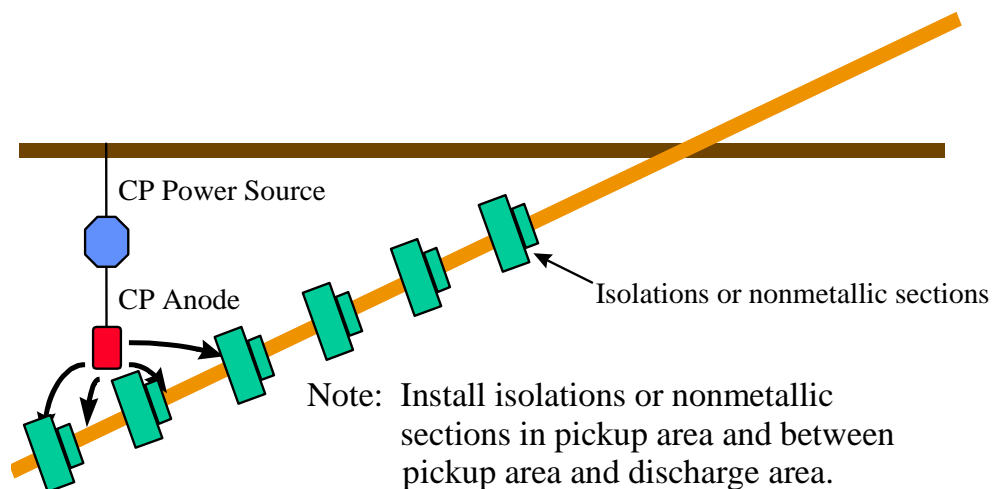 CP Power Source
CP Anode
Isolations or nonmetallic sections
Note: Install isolations or nonmetallic
sections in pickup area and between
pickup area and discharge area.